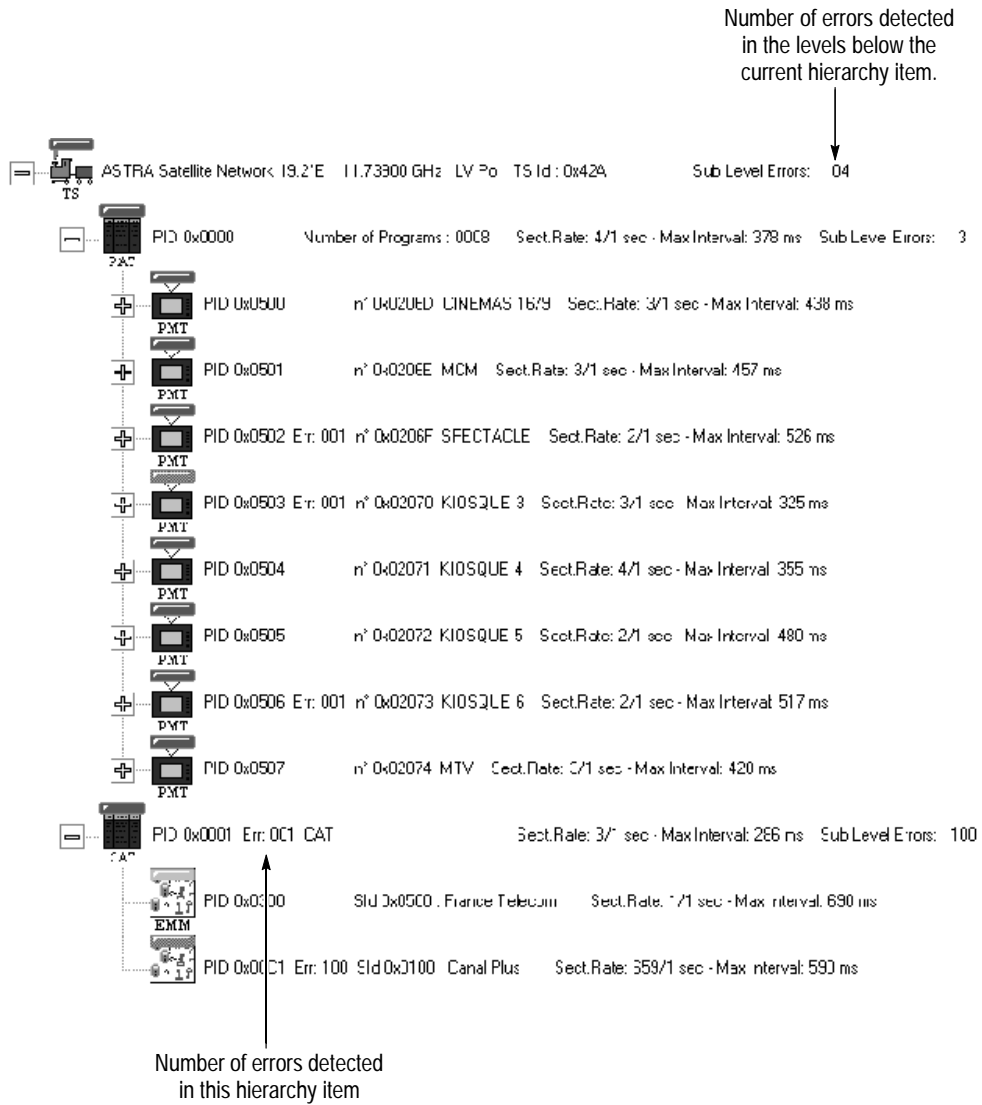 Number of errors detected
in the levels below the
current hierarchy item.
ASTRA Satellite Network 19.2°E 11.73900 GHz LV Po TS Id : 0x42A Sub Level Errors: 04
TS
PID 0x0000 Number of Programs : 0008 Sect.Rate: 4/1 sec - Max Interval: 378 ms Sub Level Errors: 3
PAT
PID 0x0500 n° 0x0206D CINEMAS 16/9 Sect.Rate: 3/1 sec - Max Interval: 438 ms
PMT
PID 0x0501 n° 0x0206E MCM Sect.Rate: 3/1 sec - Max Interval: 457 ms
PMT
PID 0x0502 Err: 001 n° 0x0206F SPECTACLE Sect.Rate: 2/1 sec - Max Interval: 526 ms
PMT
PID 0x0503 Err: 001 n° 0x02070 KIOSQUE 3 Sect.Rate: 3/1 sec - Max Interval: 325 ms
PMT
PID 0x0504 n° 0x02071 KIOSQUE 4 Sect.Rate: 4/1 sec - Max Interval: 355 ms
PMT
PID 0x0505 n° 0x02072 KIOSQUE 5 Sect.Rate: 2/1 sec - Max Interval: 480 ms
PMT
PID 0x0506 Err: 001 n° 0x02073 KIOSQUE 6 Sect.Rate: 2/1 sec - Max Interval: 517 ms
PMT
PID 0x0507 n° 0x02074 MTV Sect.Rate: /1 sec - Max Interval: 420 ms
PMT
PID 0x0001 Err: 001 CAT Sect.Rate: 3/1 sec - Max Interval: 286 ms Sub Level Errors: 100
CAT
PID Sld 0x0500 : France Telecom Sect.Rate: 1/1 sec - Max Interval: 690 ms
EMM
PID 0x00C1 Err: 100 Sld 0x0100 Canal Plus Sect.Rate: /1 sec - Max Interval: 590 ms
Number of errors detected
in this hierarchy item